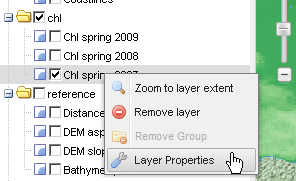 Coastlines
chl
Chl spring 2009
Chl spring 2008
Chl spring 2007
Zoom to layer extent
reference
Remove layer
Distance
Remove Group
DEM asp
DEM slop
Layer Properties
Bathyme